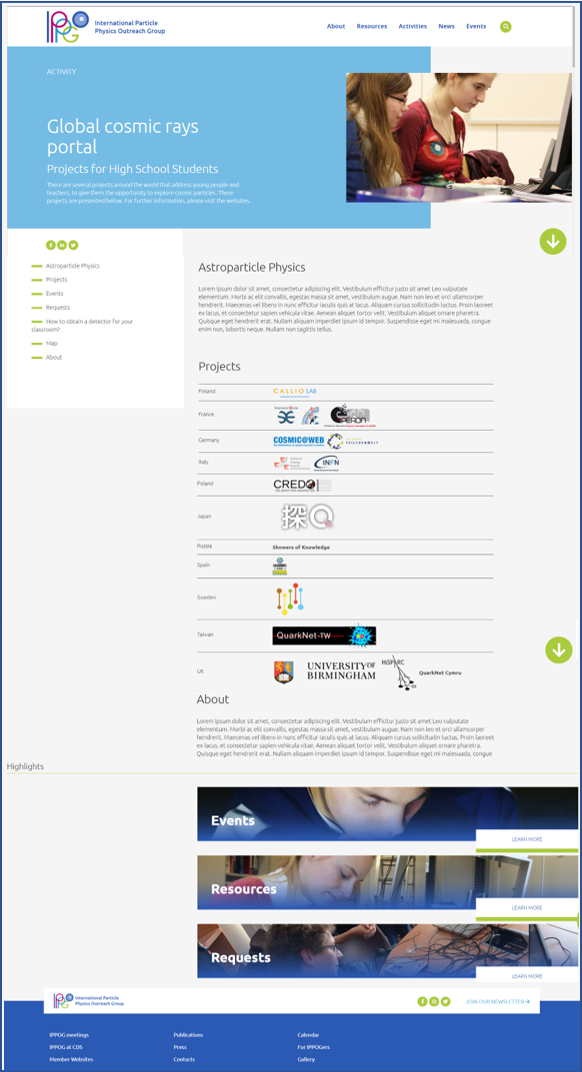 International Particle
Physics Outreach Group
About Resources Activities News Events
ACTIVITY
Global cosmic rays
portal
Projects for High School Students
There are several projects around the world that address young people and
teachers, to give them the opportunity to explore cosmic particles. These
projects are presented below. For further information, please visit the websites.
Astroparticle Physics
Projects
Events
Requests
How to obtain a detector for your
classroom?
Map
About
Astroparticle Physics
Lorem ipsum dolor sit amet, consectetur adipiscing elit. Vestibulum efficitur justo sit amet Leo vulputate
elementum. Morbi ac elit convallis, egestas massa sit amet, vestibulum augue. Nam non leo et orci ullamcorper
hendrerit. Maecenas vel libero in nunc efficitur iaculis quis at lacus. Aliquam cursus sollicitudin luctus. Proin laoreet
ex lacus, et consectetur sapien vehicula vitae. Aenean aliquet tortor velit. Vestibulum eget ornare pharetra.
Quisque eget hendrerit erat. Nullam aliquam imperdiet ipsum id tempor. Suspendisse eget mi malesuada, congue
enim non, lobortis neque. Nullam non sagittis tellus.
Projects
Finland CALLIO LAB
France
Germany COSMIC@WEB TEILCHENWELT
Italy INFN
Poland CREDO
Japan 探Q
Russia Showers of Knowledge
Spain
Sweden
Taiwan QuarkNet-TW
UK UNIVERSITY OF BIRMINGHAM HiSPARC QuarkNet Cymru
About
Lorem ipsum dolor sit amet, consectetur adipiscing elit. Vestibulum efficitur justo sit amet Leo vulputate
elementum. Morbi ac elit convallis, egestas massa sit amet, vestibulum augue. Nam non leo et orci ullamcorper
hendrerit. Maecenas vel libero in nunc efficitur iaculis quis at lacus. Aliquam cursus sollicitudin luctus. Proin laoreet
ex lacus, et consectetur sapien vehicula vitae. Aenean aliquet tortor velit. Vestibulum eget ornare pharetra.
Quisque eget hendrerit erat. Nullam aliquam imperdiet ipsum id tempor. Suspendisse eget mi malesuada, congue
Highlights
Events
LEARN MORE
Resources
LEARN MORE
Requests
LEARN MORE
International Particle
Physics Outreach Group
JOIN OUR NEWSLETTER
IPPOG meetings Publications Calendar
IPPOG at CDS Press For IPPOGers
Member Websites Contacts Gallery